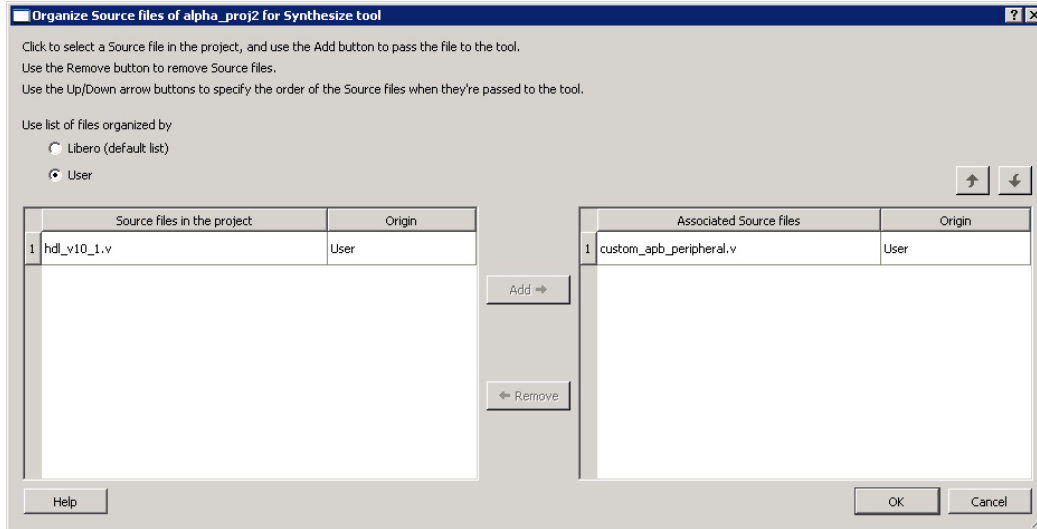 Organize Source files of alpha_proj2 for Synthesize tool
Click to select a Source file in the project, and use the Add button to pass the file to the tool.
Use the Remove button to remove Source files.
Use the Up/Down arrow buttons to specify the order of the Source files when they're passed to the tool.
Use list of files organized by
Libero (default list)
User
Source files in the project Origin
1 hdl_v10_1.v User
Add
Remove
Associated Source files Origin
1 custom_apb_peripheral.v User
Help OK Cancel